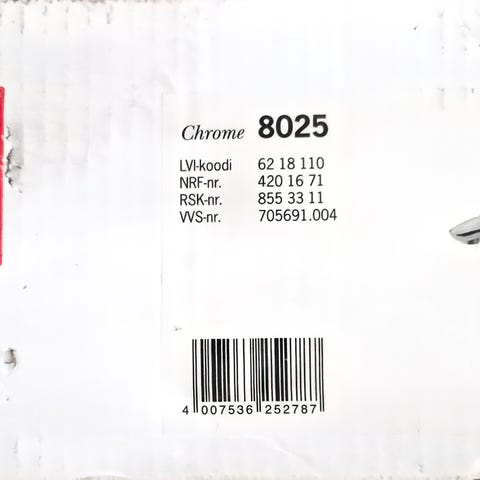 Chrome 8025
LVI-koodi 62 18 110
NRF-nr. 420 16 71
RSK-nr. 855 33 11
VVS-nr. 705691.004
4 007536 252787